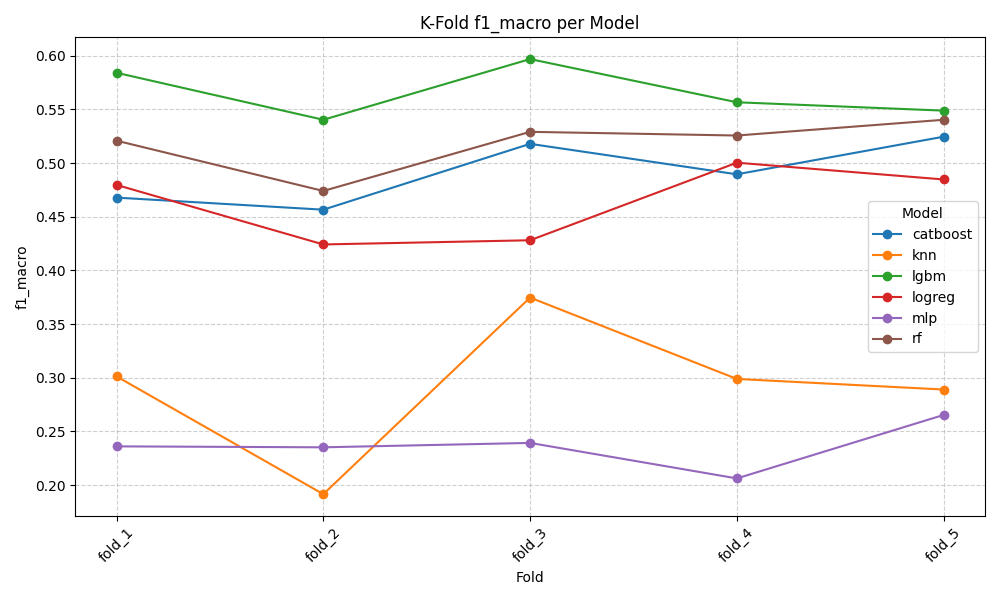 K-Fold f1_macro per Model
f1_macro
0.60
0.55
0.50
0.45
0.40
0.35
0.30
0.25
0.20
Model
catboost
knn
lgbm
logreg
mlp
rf
fold_1
fold_2
fold_3
fold_4
fold_5
Fold